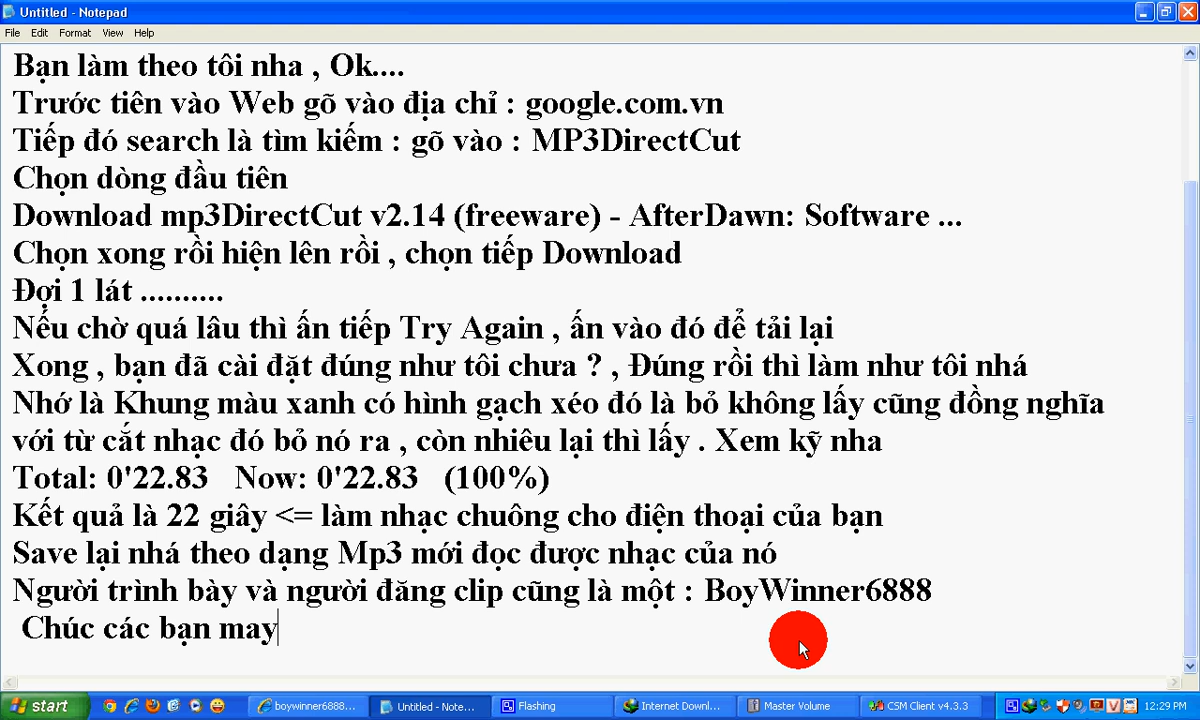 Untitled - Notepad
File Edit Format View Help
Bạn làm theo tôi nha , Ok....
Trước tiên vào Web gõ vào địa chỉ : google.com.vn
Tiếp đó search là tìm kiếm : gõ vào : MP3DirectCut
Chọn dòng đầu tiên
Download mp3DirectCut v2.14 (freeware) - AfterDawn: Software ...
Chọn xong rồi hiện lên rồi , chọn tiếp Download
Đợi 1 lát ..........
Nếu chờ quá lâu thì ấn tiếp Try Again , ấn vào đó để tải lại
Xong , bạn đã cài đặt đúng như tôi chưa ? , Đúng rồi thì làm như tôi nhá
Nhớ là Khung màu xanh có hình gạch xéo đó là bỏ không lấy cũng đồng nghĩa
với từ cắt nhạc đó bỏ nó ra , còn nhiêu lại thì lấy . Xem kỹ nha
Total: 0'22.83 Now: 0'22.83 (100%)
Kết quả là 22 giây <= làm nhạc chuông cho điện thoại của bạn
Save lại nhá theo dạng Mp3 mới đọc được nhạc của nó
Người trình bày và người đăng clip cũng là một : BoyWinner6888
Chúc các bạn may
start boywinner6888... Untitled - Note... Flashing Internet Downl... Master Volume CSM Client v4.3.3 12:29 PM